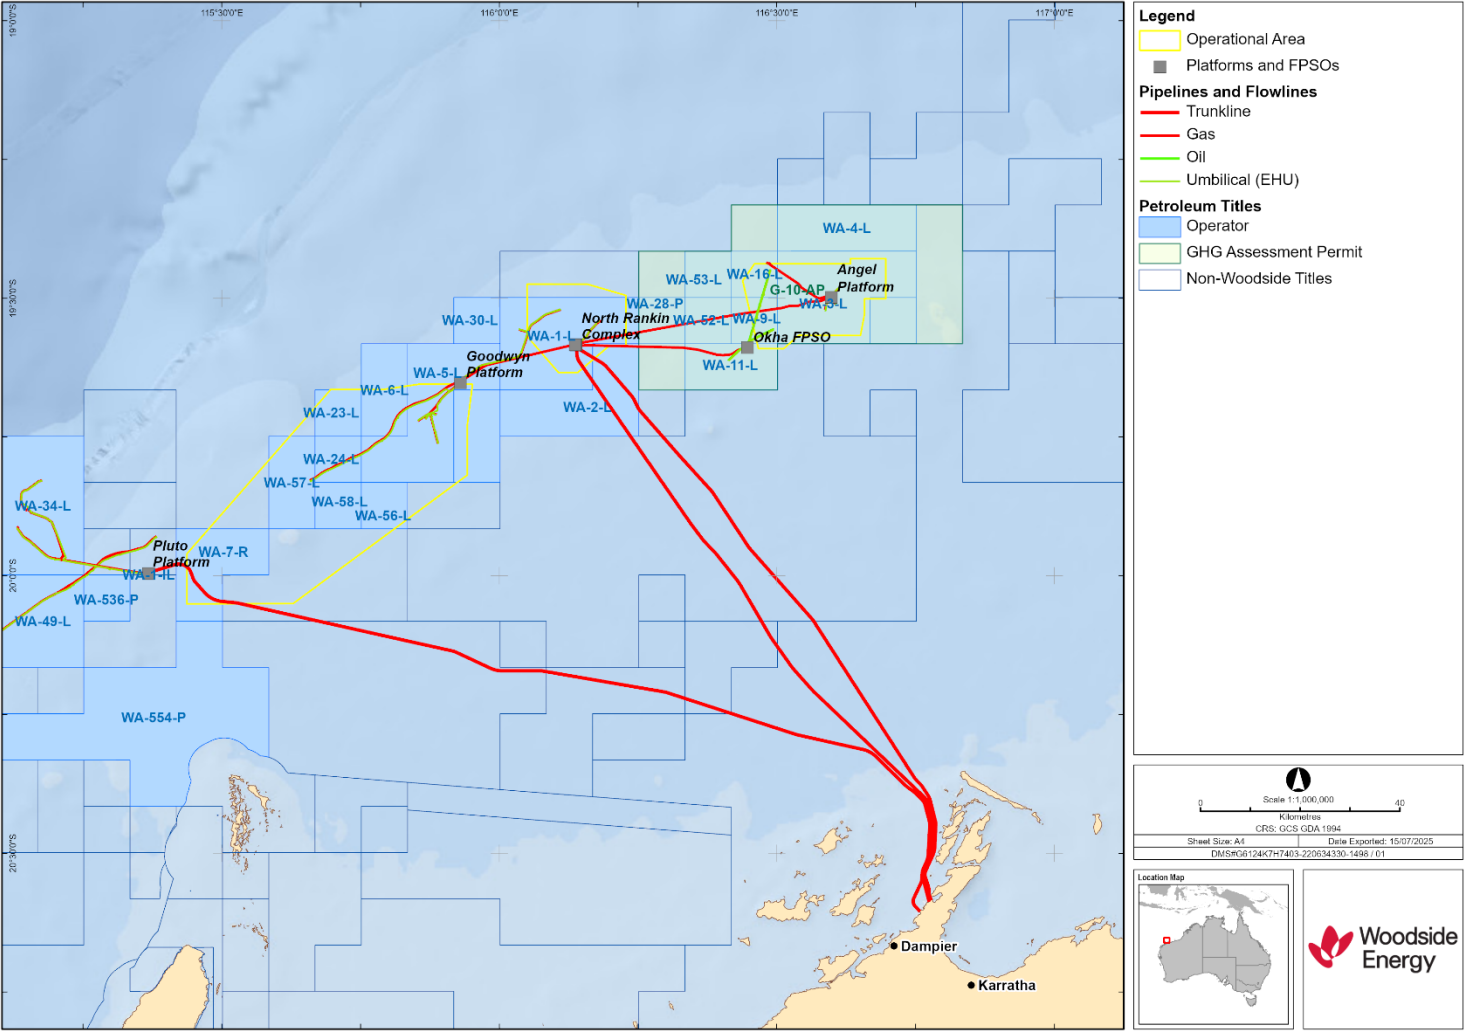 115°30'0"E
116°0'0"E
116°30'0"E
117°0'0"E
19°0'0"S
19°30'0"S
20°0'0"S
20°30'0"S
WA-4-L
WA-53-L
WA-16-L
Angel
Platform
G-10-AP
WA-3-L
WA-28-P
WA-30-L
North Rankin
Complex
WA-52-L
WA-9-L
WA-1-L
Okha FPSO
Goodwyn
Platform
WA-11-L
WA-5-L
WA-6-L
WA-2-L
WA-23-L
WA-24-L
WA-57-L
WA-58-L
WA-56-L
WA-34-L
Pluto
Platform
WA-7-R
WA-1-IL
WA-536-P
WA-49-L
WA-554-P
Dampier
Karratha
Legend
Operational Area
Platforms and FPSOs
Pipelines and Flowlines
Trunkline
Gas
Oil
Umbilical (EHU)
Petroleum Titles
Operator
GHG Assessment Permit
Non-Woodside Titles
Scale 1:1,000,000
0 40
Kilometres
CRS: GCS GDA 1994
Sheet Size: A4 Date Exported: 15/07/2025
DMS#G6124K7H7403-220634330-1498 / 01
Location Map
Woodside
Energy